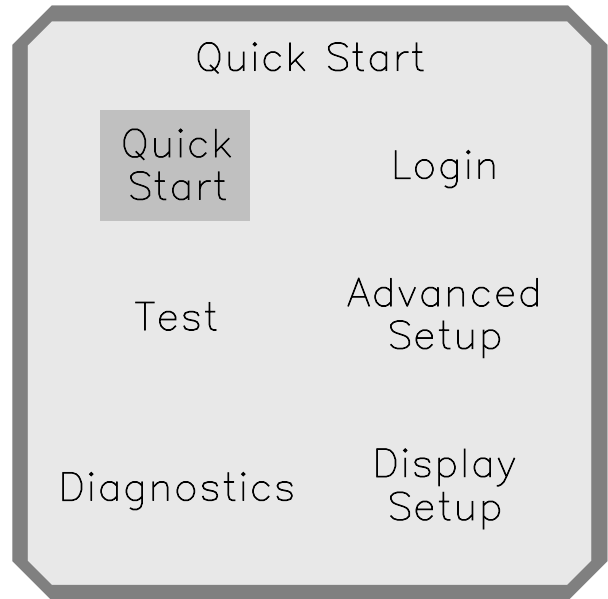 Quick Start
Quick
Start
Login
Test
Advanced
Setup
Diagnostics
Display
Setup